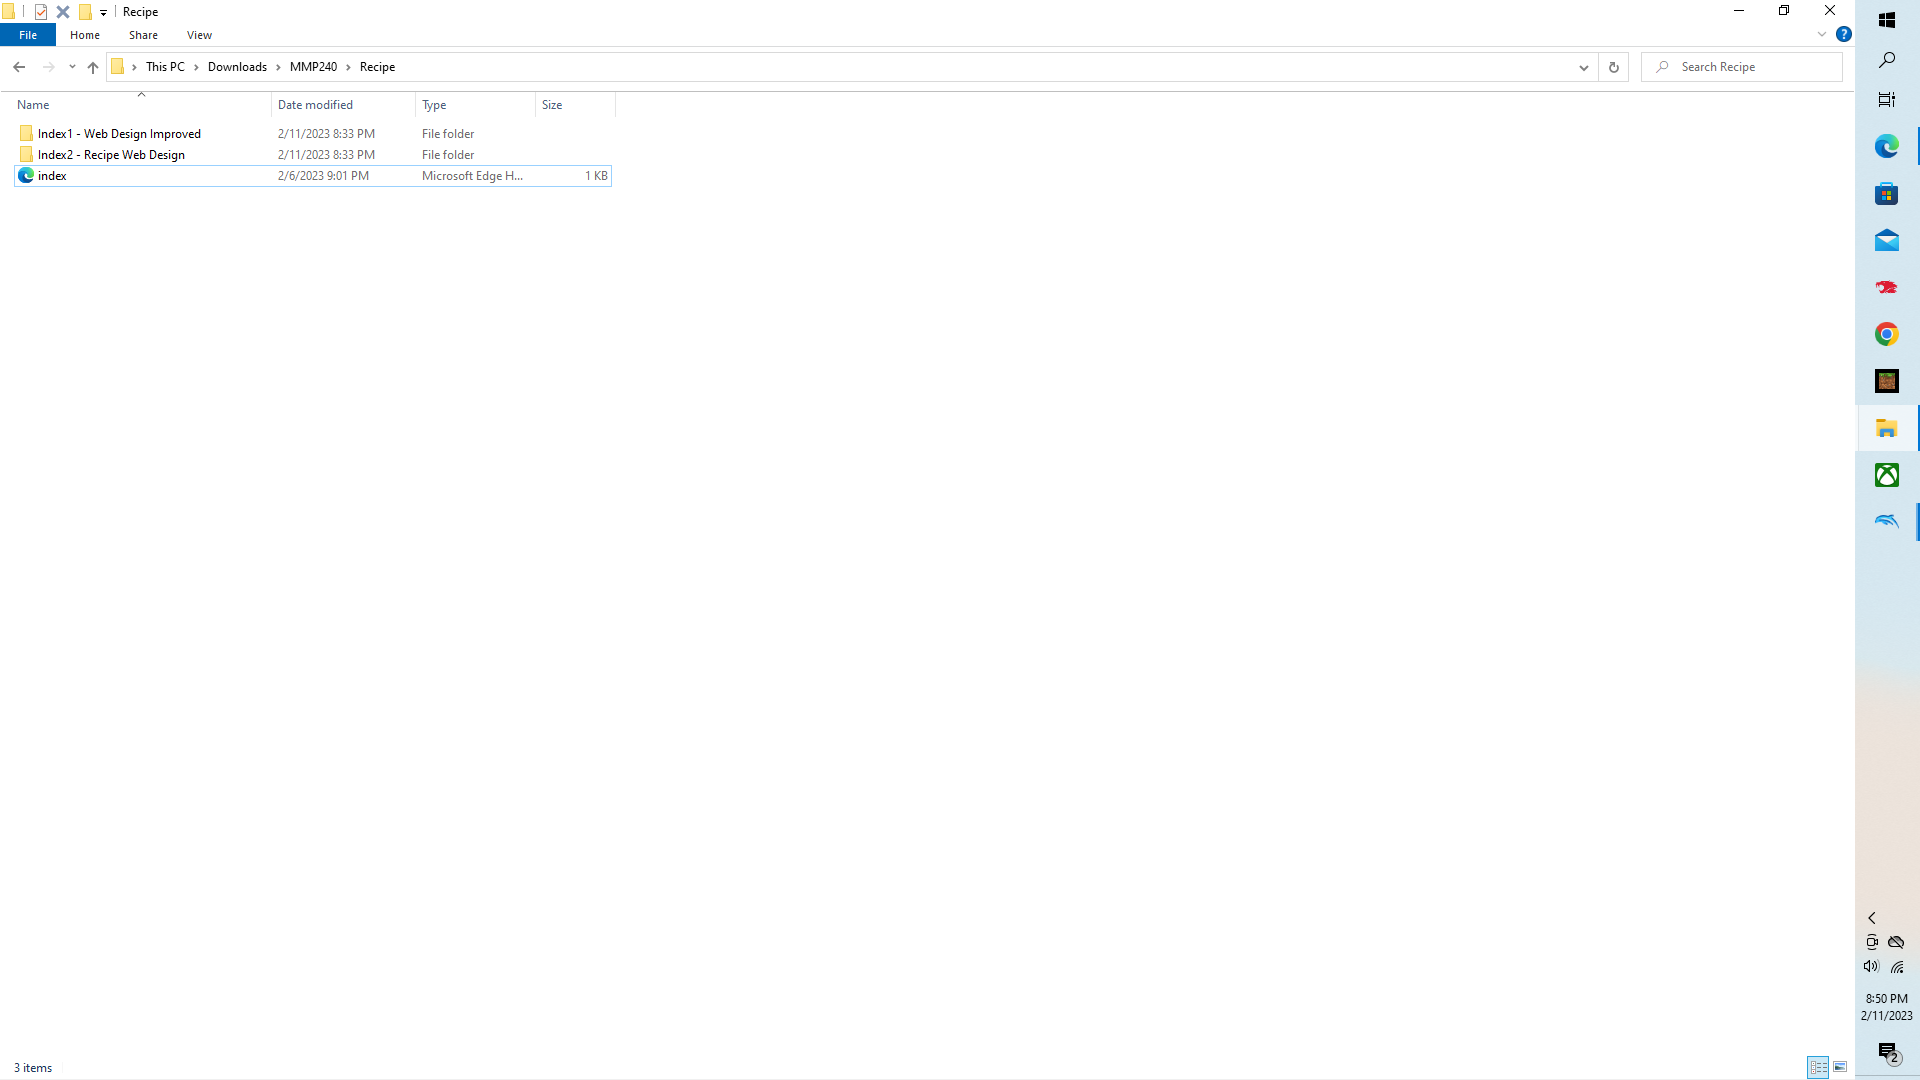 Recipe
File Home Share View
?
This PC Downloads MMP240 Recipe
Search Recipe
Name Date modified Type Size
Index1 - Web Design Improved 2/11/2023 8:33 PM File folder
Index2 - Recipe Web Design 2/11/2023 8:33 PM File folder
index 2/6/2023 9:01 PM Microsoft Edge H... 1 KB
8:50 PM
2/11/2023
2
3 items